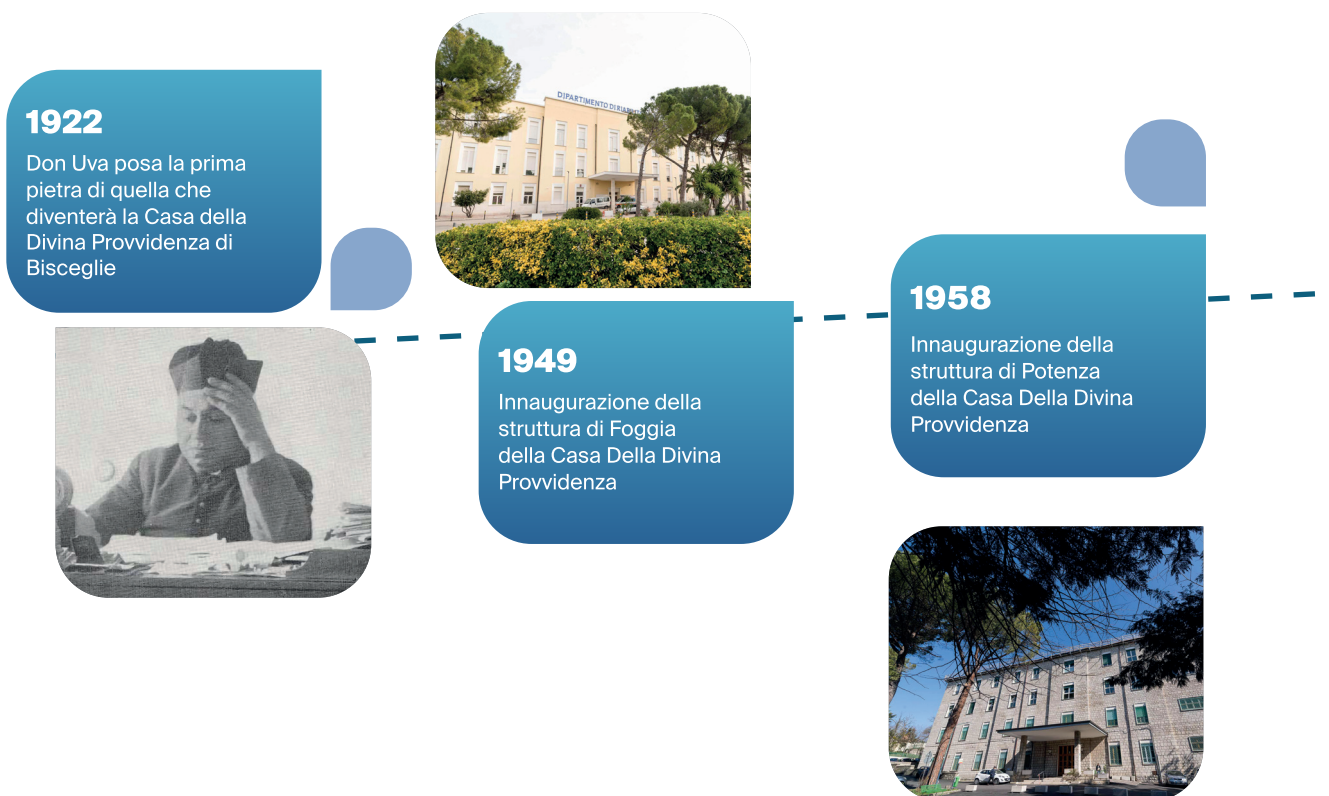 1922
Don Uva posa la prima
pietra di quella che
diventerà la Casa della
Divina Provvidenza di
Bisceglie
DIPARTIMENTO DI
1949
Innaugurazione della
struttura di Foggia
della Casa Della Divina
Provvidenza
1958
Innaugurazione della
struttura di Potenza
della Casa Della Divina
Provvidenza